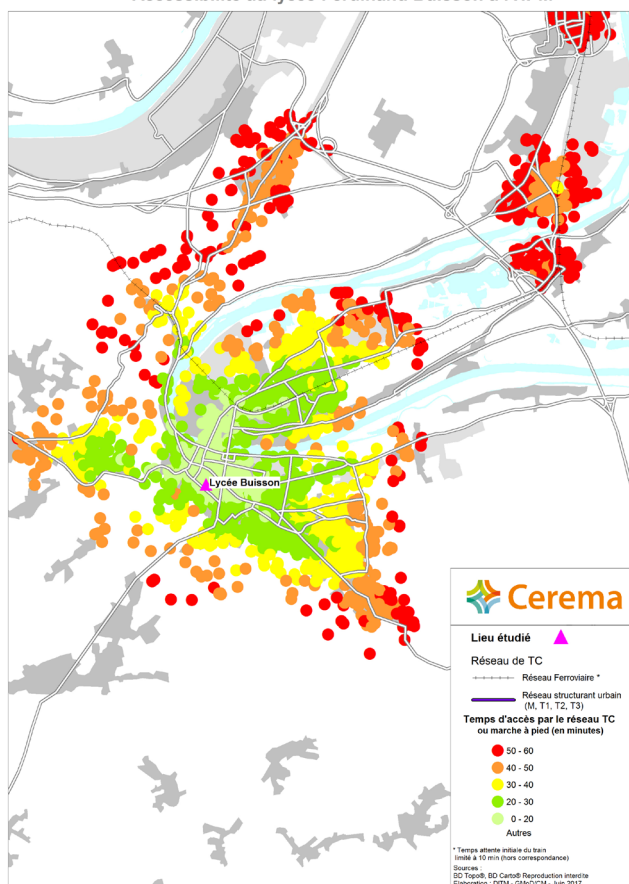 Lycée Buisson
Cerema
Lieu étudié
Réseau de TC
Réseau Ferroviaire *
Réseau structurant urbain
(M, T1, T2, T3)
Temps d'accès par le réseau TC
ou marche à pied (en minutes)
50 - 60
40 - 50
30 - 40
20 - 30
0 - 20
Autres
* Temps attente initiale du train
limité à 10 min (hors correspondance)
Sources :
BD Topo®, BD Carto® Reproduction interdite